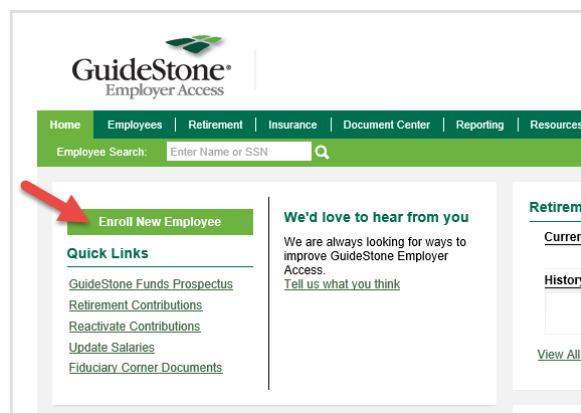 GuideStone®
Employer Access
Home Employees Retirement Insurance Document Center Reporting Resources
Employee Search: Enter Name or SSN
Enroll New Employee
Quick Links
GuideStone Funds Prospectus
Retirement Contributions
Reactivate Contributions
Update Salaries
Fiduciary Corner Documents
We'd love to hear from you
We are always looking for ways to
improve GuideStone Employer
Access.
Tell us what you think
Retirem
Curren
History
View All